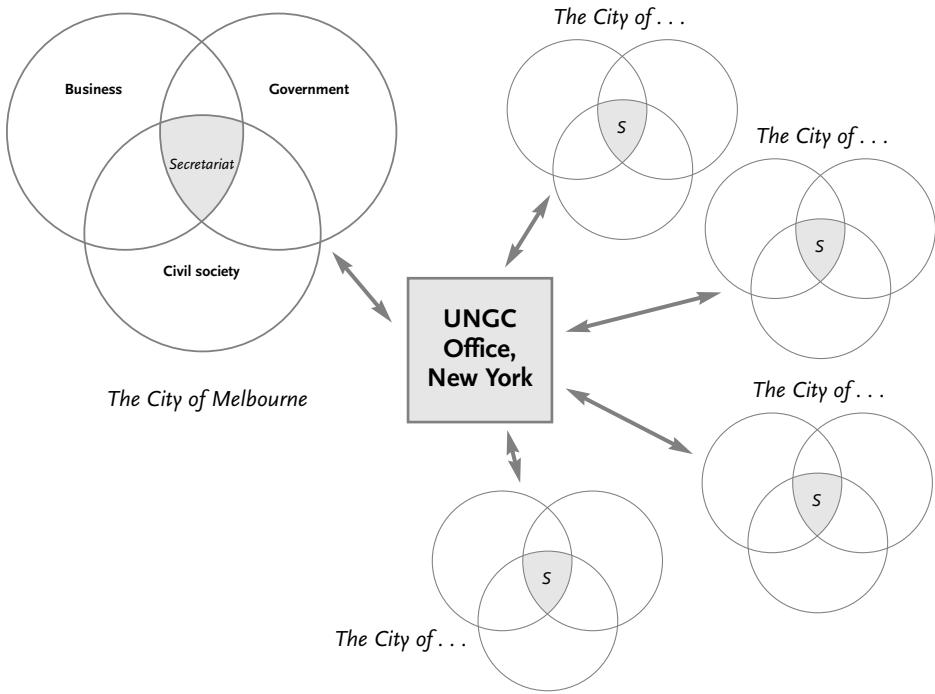 Business
Government
Secretariat
Civil society
The City of Melbourne
UNGC
Office,
New York
The City of . . .
S
The City of . . .
S
The City of . . .
S
S
The City of . . .